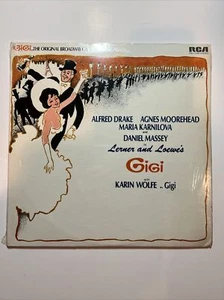 GIGI, THE ORIGINAL BROADWAY
RCA
ALFRED DRAKE AGNES MOOREHEAD
MARIA KARNILOVA
DANIEL MASSEY
Lerner and Loewe's
GiGi
KARIN WOLFE as Gigi